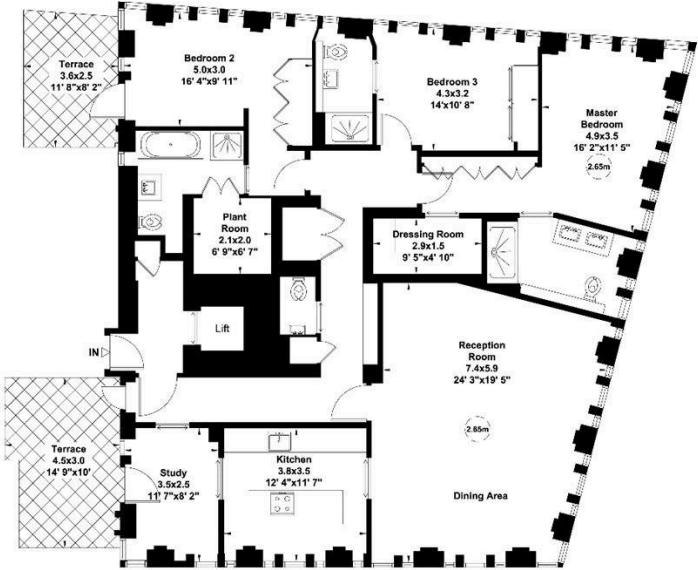 Terrace
3.6x2.5
11' 8"x8' 2"
Bedroom 2
5.0x3.0
16' 4"x9' 11"
Bedroom 3
4.3x3.2
14'x10' 8"
Master
Bedroom
4.9x3.5
16' 2"x11' 5"
2.65m
Plant
Room
2.1x2.0
6' 9"x6' 7"
Dressing Room
2.9x1.5
9' 5"x4' 10"
Lift
IN
Reception
Room
7.4x5.9
24' 3"x19' 5"
2.65m
Terrace
4.5x3.0
14' 9"x10'
Study
3.5x2.5
11' 7"x8' 2"
Kitchen
3.8x3.5
12' 4"x11' 7"
Dining Area